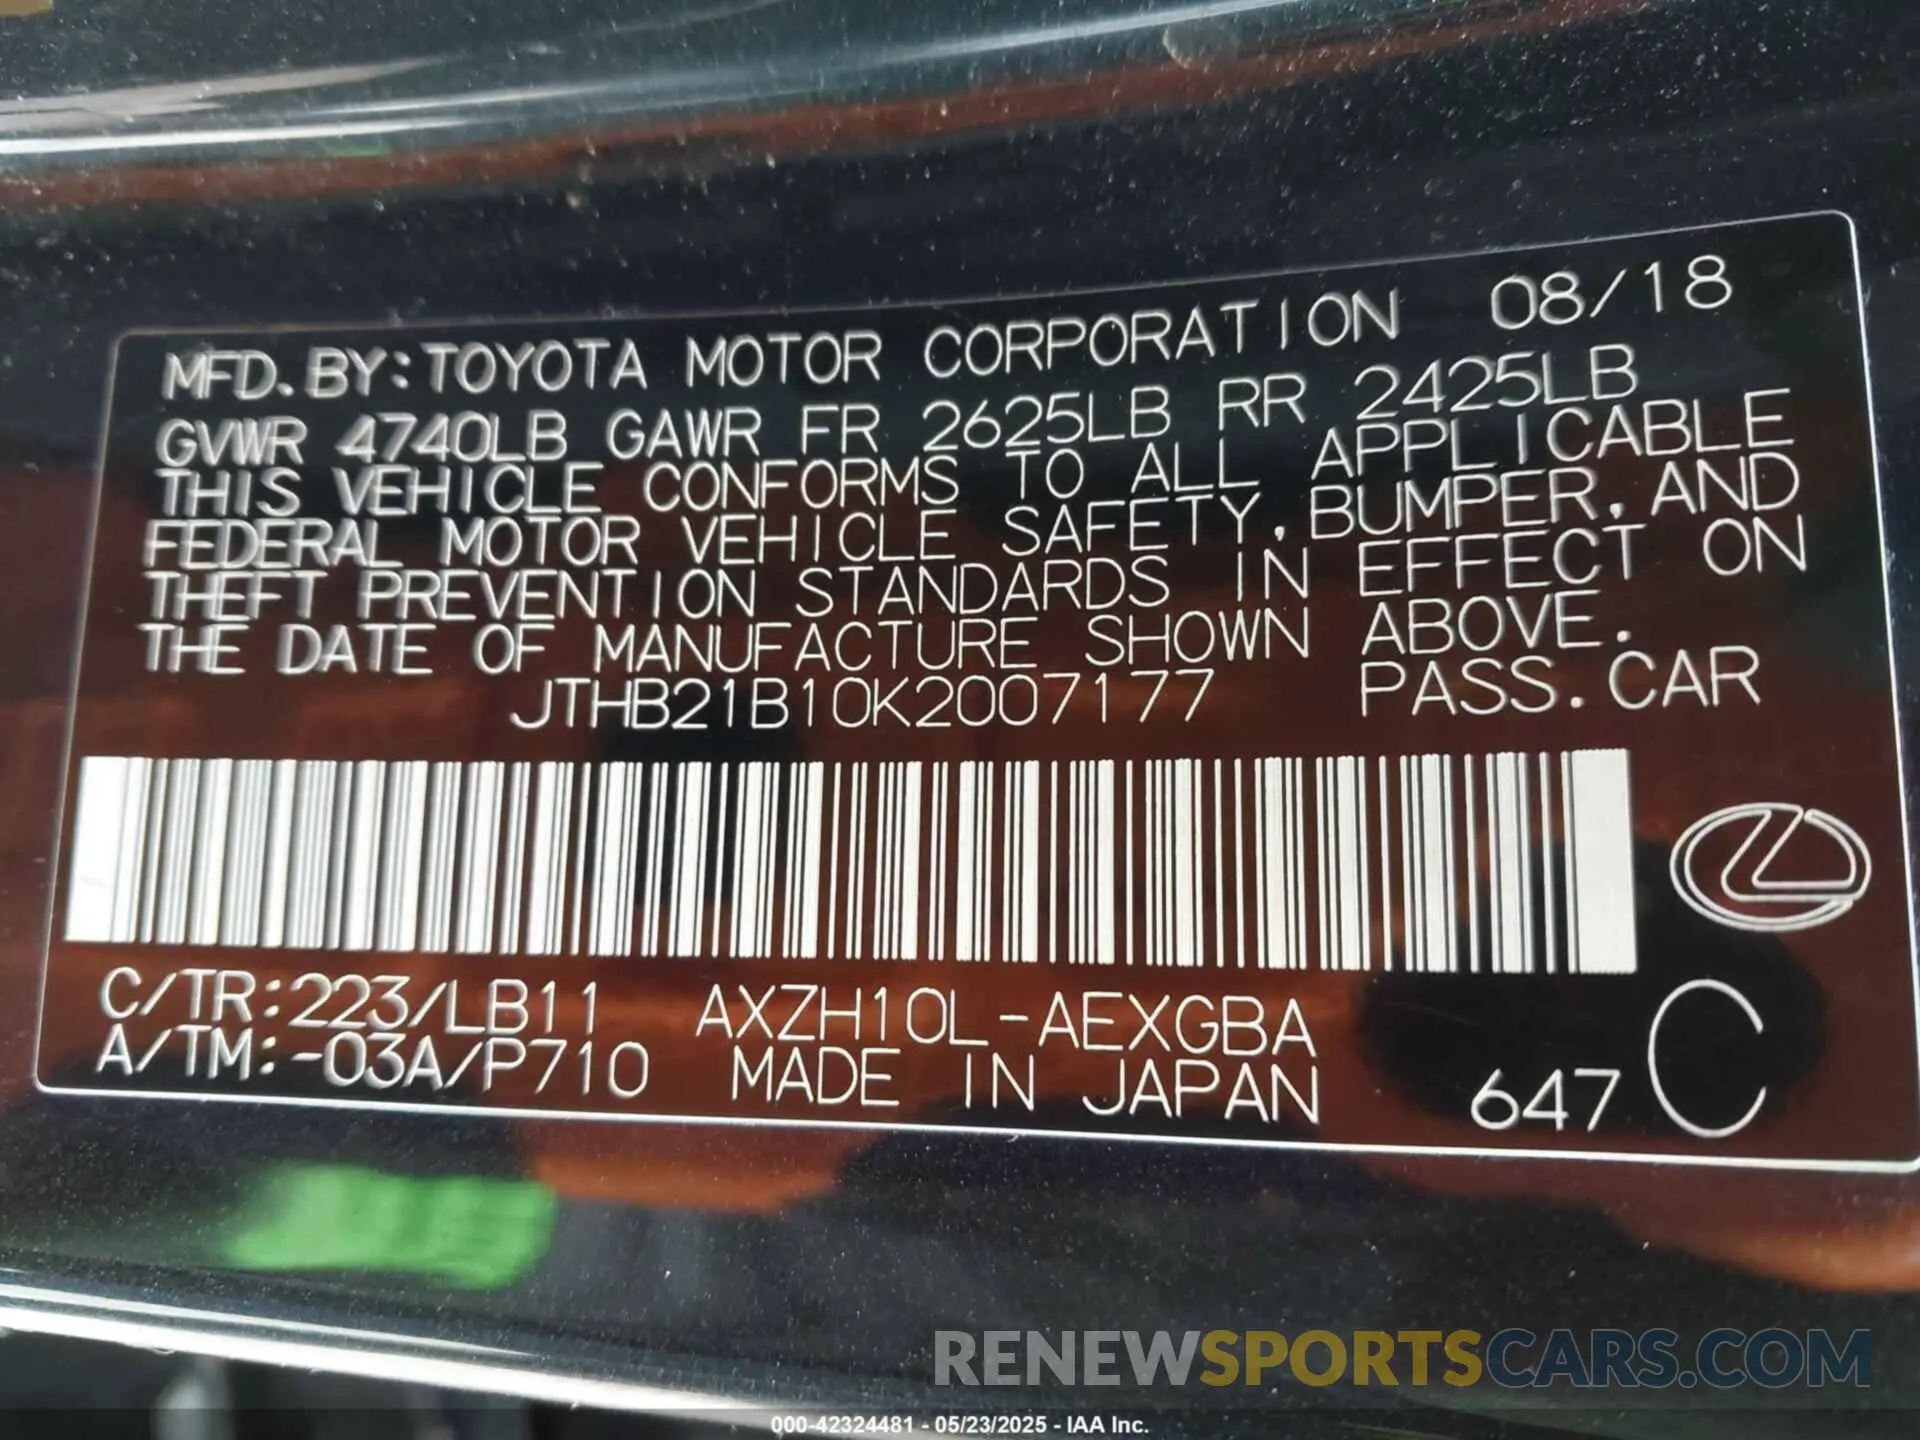 MFD. BY: TOYOTA MOTOR CORPORATION 08/18
GVWR 4740LB GAWR FR 2625LB RR 2425LB
THIS VEHICLE CONFORMS TO ALL APPLICABLE
FEDERAL MOTOR VEHICLE SAFETY, BUMPER, AND
THEFT PREVENTION STANDARDS IN EFFECT ON
THE DATE OF MANUFACTURE SHOWN ABOVE.
JTHB21B10K2007177 PASS. CAR
C/TR: 223/LB11 AXZH10L-AEXGBA
A/TM: -03A/P710 MADE IN JAPAN 647 C
RENEWSPORTSCARS.COM
000-42324481 - 05/23/2025 - IAA Inc.